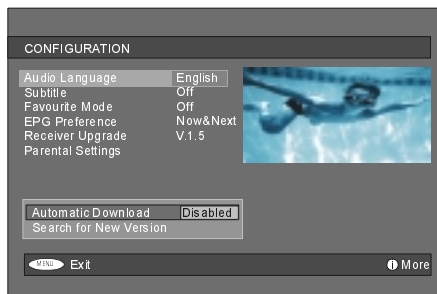 CONFIGURATION
Audio Language English
Subtitle Off
Favourite Mode Off
EPG Preference Now&Next
Receiver Upgrade V.1.5
Parental Settings
Automatic Download Disabled
Search for New Version
MENU Exit i More